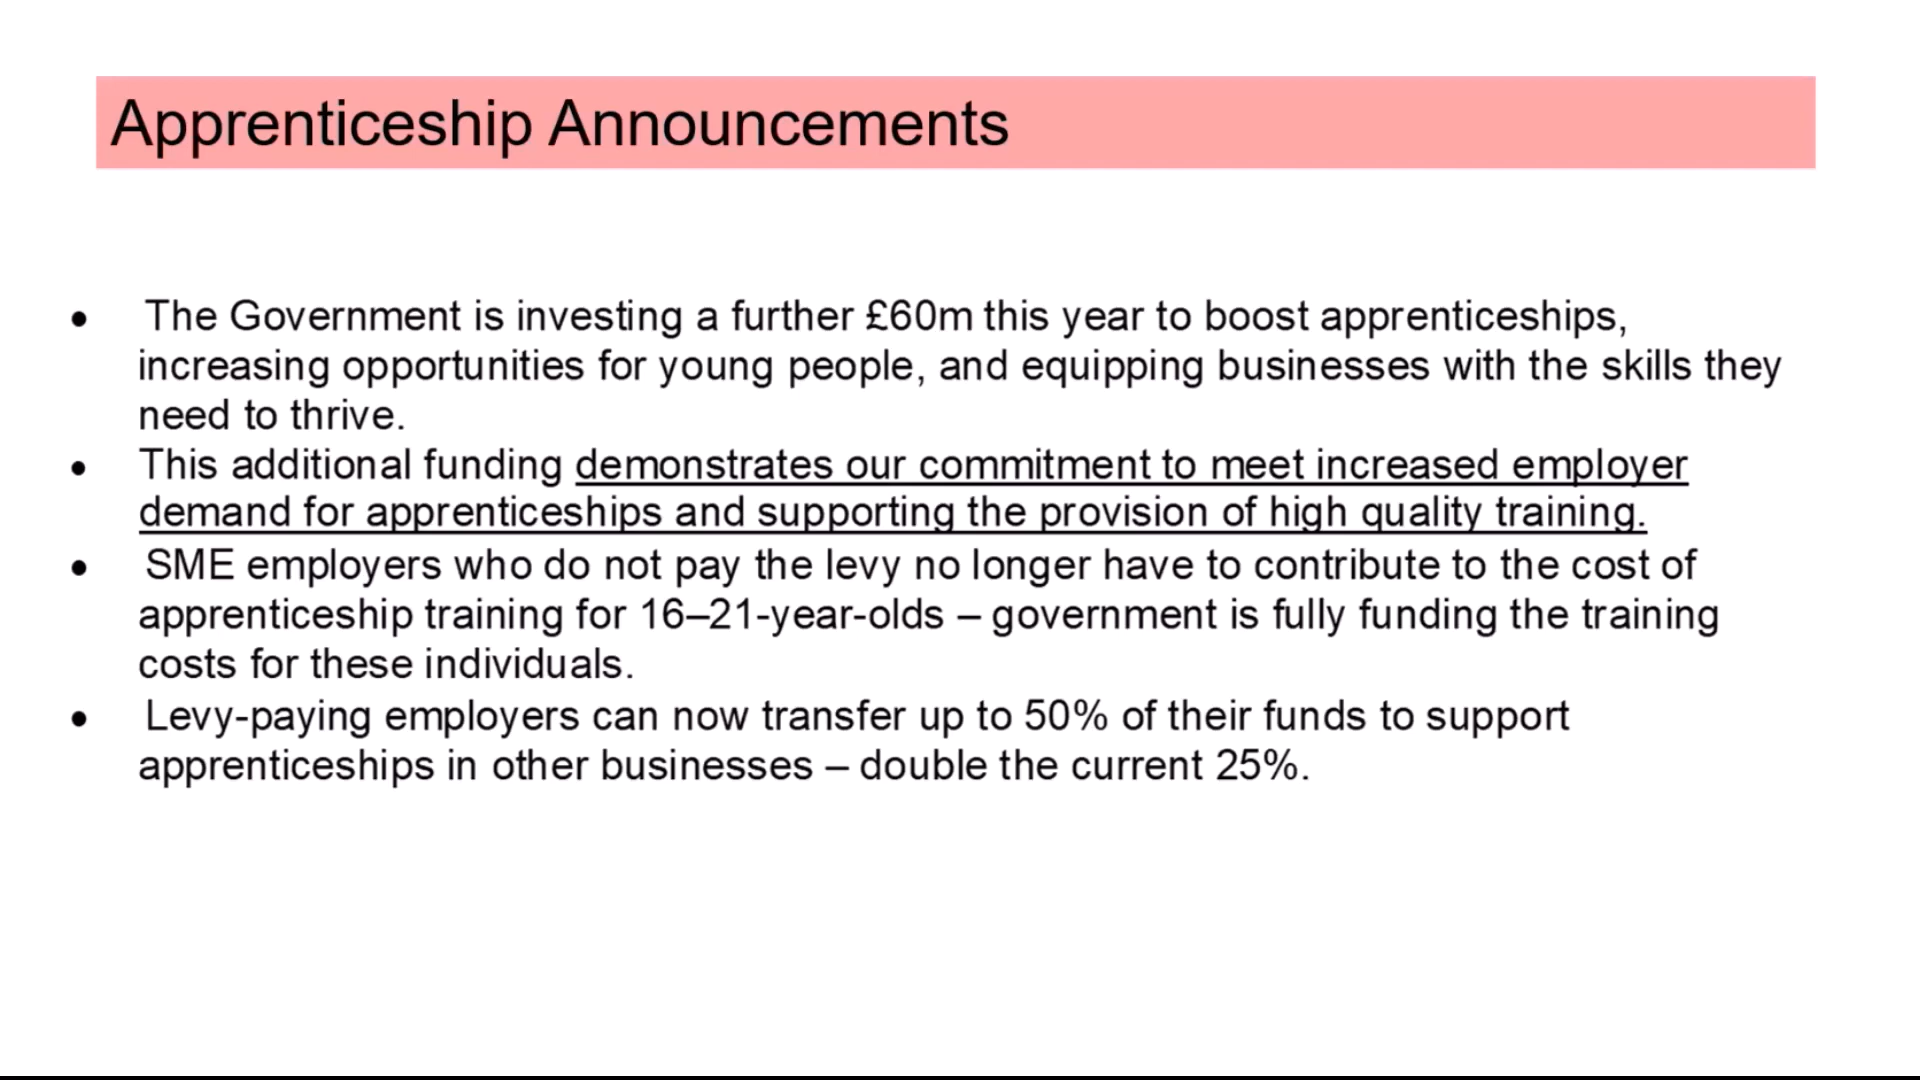 Apprenticeship Announcements
• The Government is investing a further £60m this year to boost apprenticeships,
increasing opportunities for young people, and equipping businesses with the skills they
need to thrive.
• This additional funding demonstrates our commitment to meet increased employer
demand for apprenticeships and supporting the provision of high quality training.
• SME employers who do not pay the levy no longer have to contribute to the cost of
apprenticeship training for 16–21-year-olds – government is fully funding the training
costs for these individuals.
• Levy-paying employers can now transfer up to 50% of their funds to support
apprenticeships in other businesses – double the current 25%.